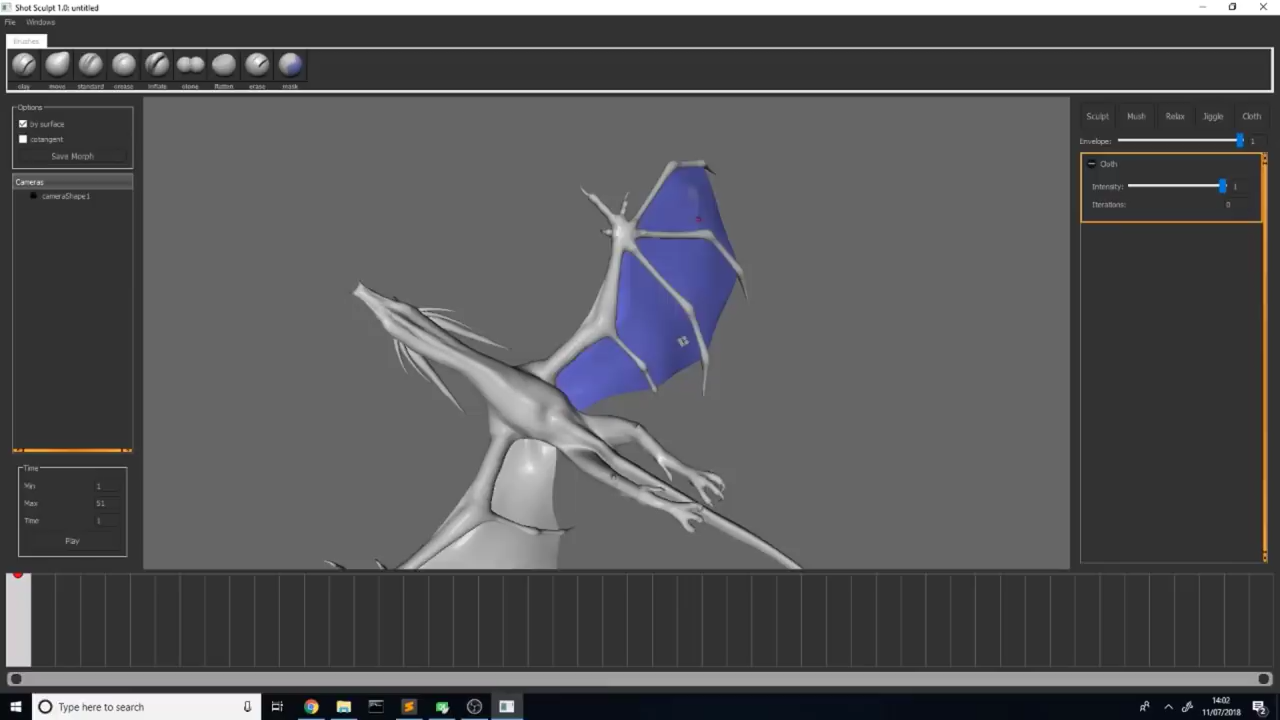 Shot Sculpt 1.0: untitled
File Windows
Brushes
clay move standard crease inflate clone flatten erase mask
Options
by surface
cotangent
Save Morph
Cameras
cameraShape1
Time
Min 1
Max 51
Time 1
Play
Sculpt Mush Relax Jiggle Cloth
Envelope: 1
Cloth
Intensity: 1
Iterations: 0
Type here to search
14:02
11/07/2018
2